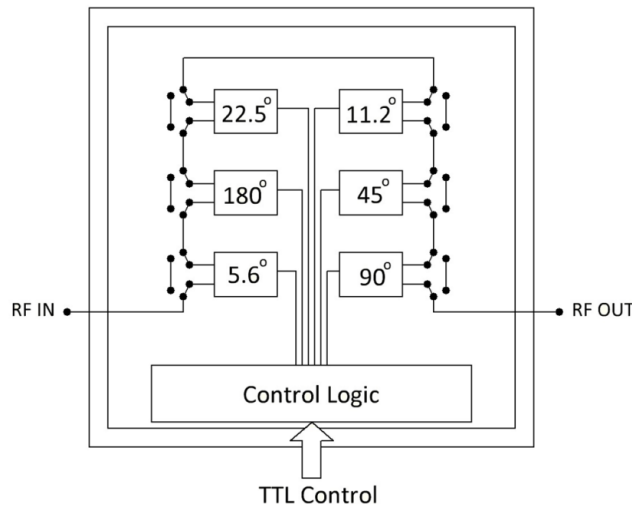 22.5°
11.2°
180°
45°
5.6°
90°
RF IN
RF OUT
Control Logic
TTL Control